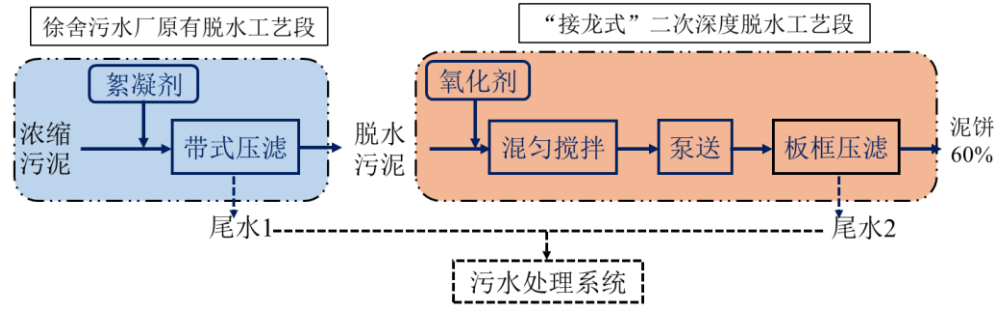 徐舍污水厂原有脱水工艺段
“接龙式”二次深度脱水工艺段
絮凝剂
氧化剂
浓缩
污泥
带式压滤
脱水
污泥
混匀搅拌
泵送
板框压滤
泥饼
60%
尾水1
尾水2
污水处理系统